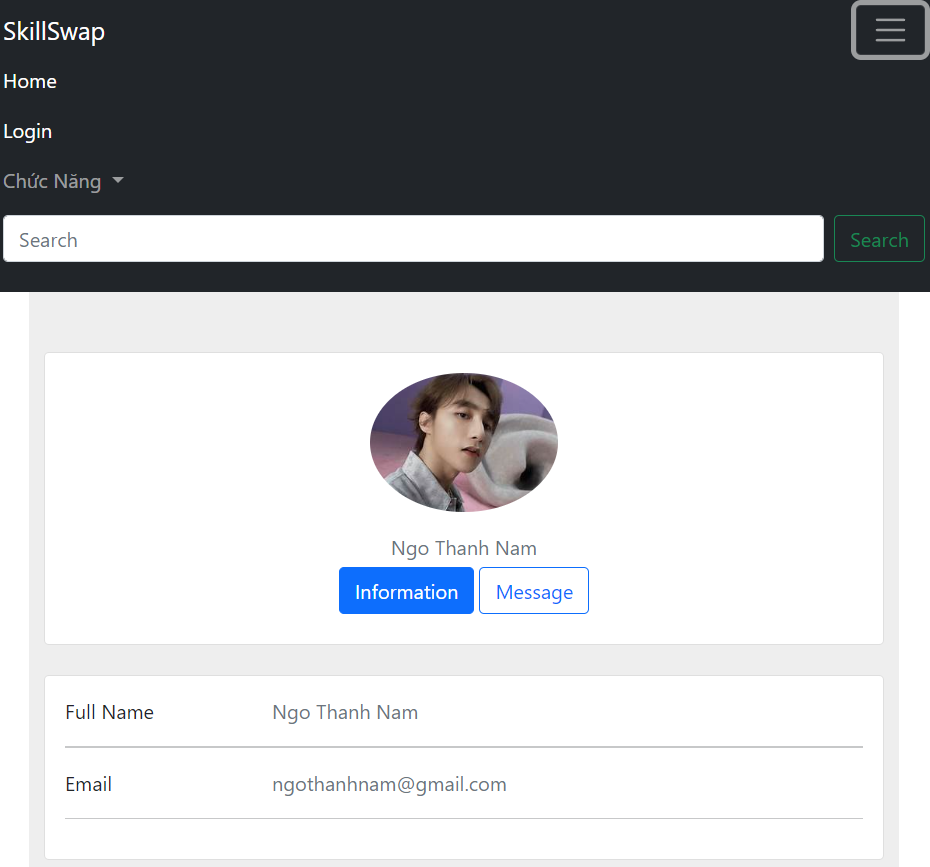 SkillSwap
Home
Login
Chức Năng
Search Search
Ngo Thanh Nam
Information Message
Full Name Ngo Thanh Nam
Email ngothanhnam@gmail.com